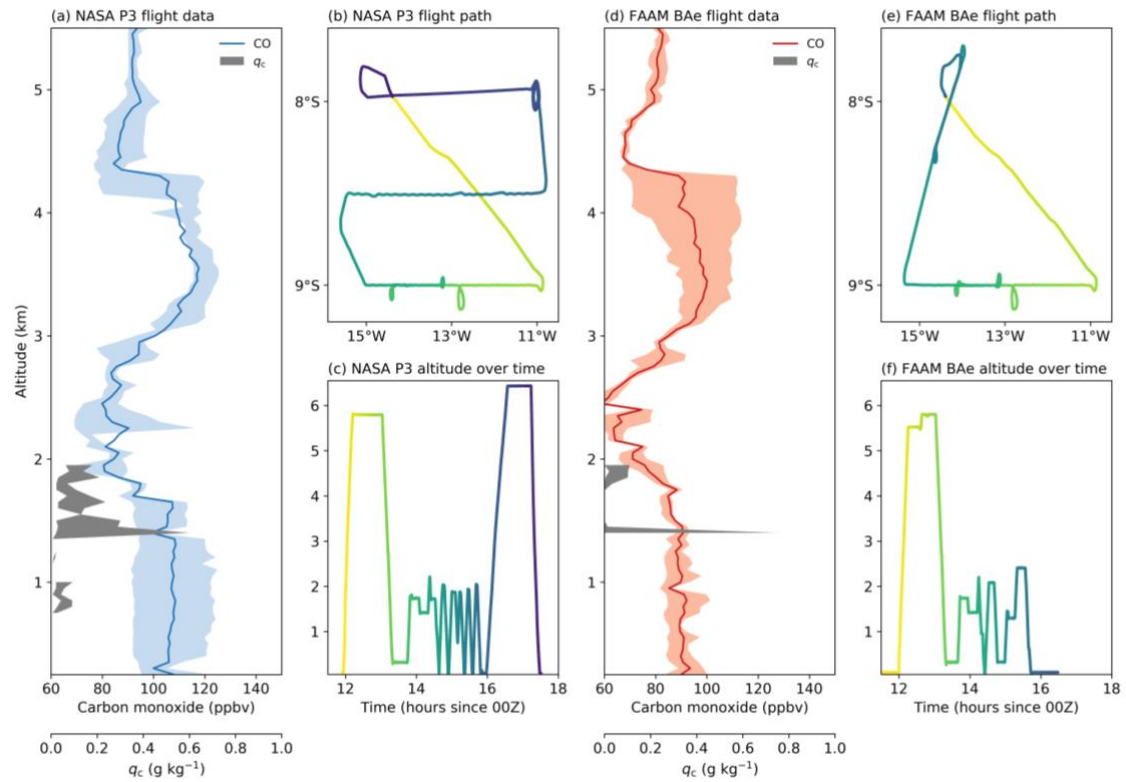 (a) NASA P3 flight data
CO
qc
5
4
3
2
1
Altitude (km)
60 80 100 120 140
Carbon monoxide (ppbv)
0.0 0.2 0.4 0.6 0.8 1.0
qc (g kg−1)
(b) NASA P3 flight path
8°S
9°S
15°W 13°W 11°W
(c) NASA P3 altitude over time
6
5
4
3
2
1
12 14 16 18
Time (hours since 00Z)
(d) FAAM BAe flight data
CO
qc
60 80 100 120 140
Carbon monoxide (ppbv)
0.0 0.2 0.4 0.6 0.8 1.0
qc (g kg−1)
(e) FAAM BAe flight path
8°S
9°S
15°W 13°W 11°W
(f) FAAM BAe altitude over time
6
5
4
3
2
1
12 14 16 18
Time (hours since 00Z)